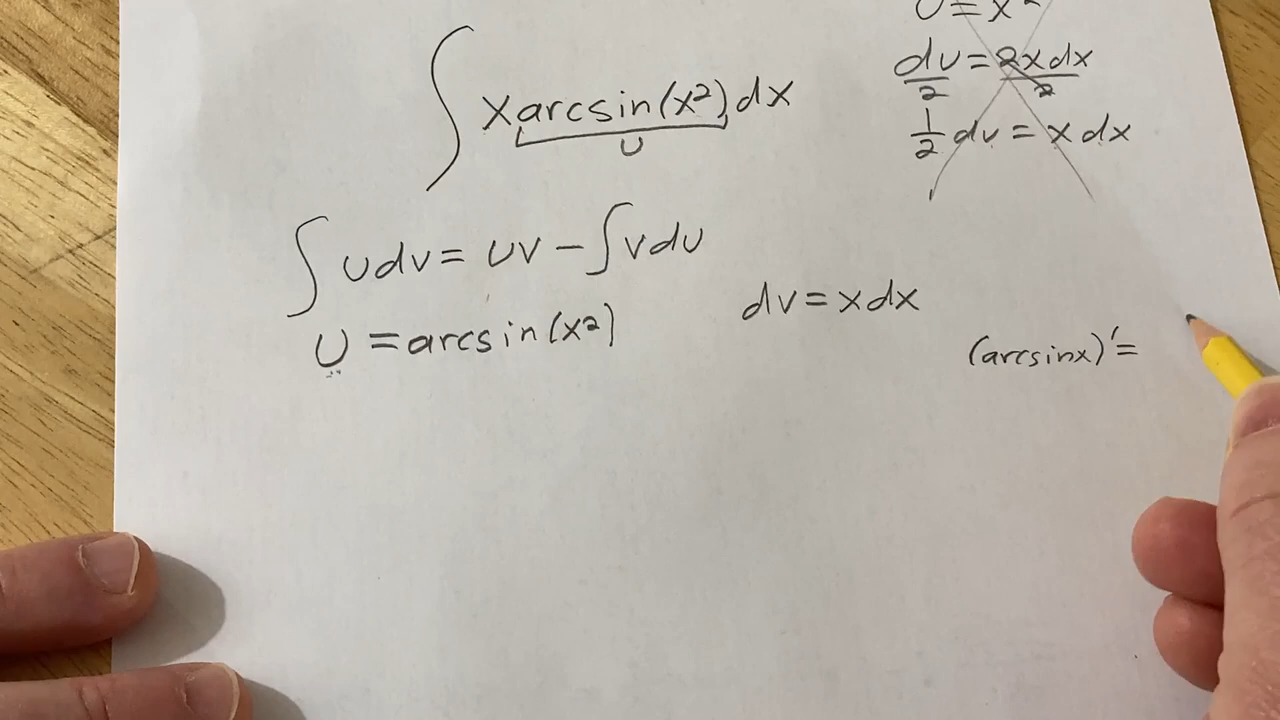 U = x²
∫ x arcsin(x²) dx
U
du/2 = 2x dx/2
1/2 du = x dx
∫ u dv = uv - ∫ v du
U = arcsin(x²)
dv = x dx
(arcsinx)' =